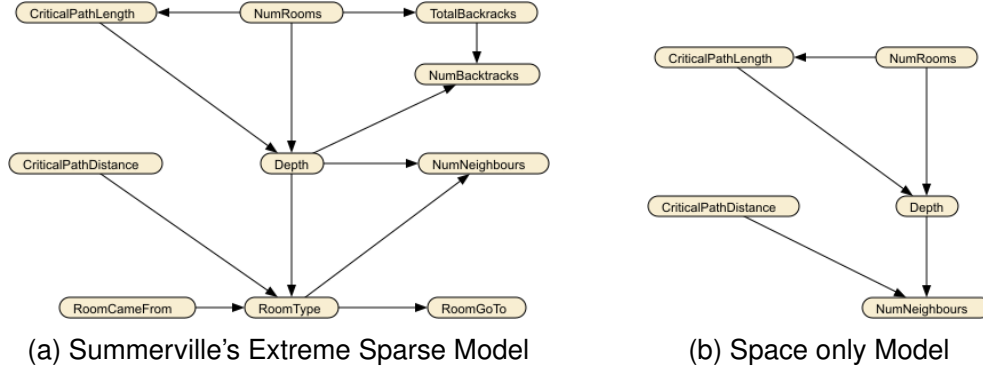 CriticalPathLength
NumRooms
TotalBackracks
NumBacktracks
CriticalPathDistance
Depth
NumNeighbours
RoomCameFrom
RoomType
RoomGoTo
(a) Summerville's Extreme Sparse Model
CriticalPathLength
NumRooms
CriticalPathDistance
Depth
NumNeighbours
(b) Space only Model